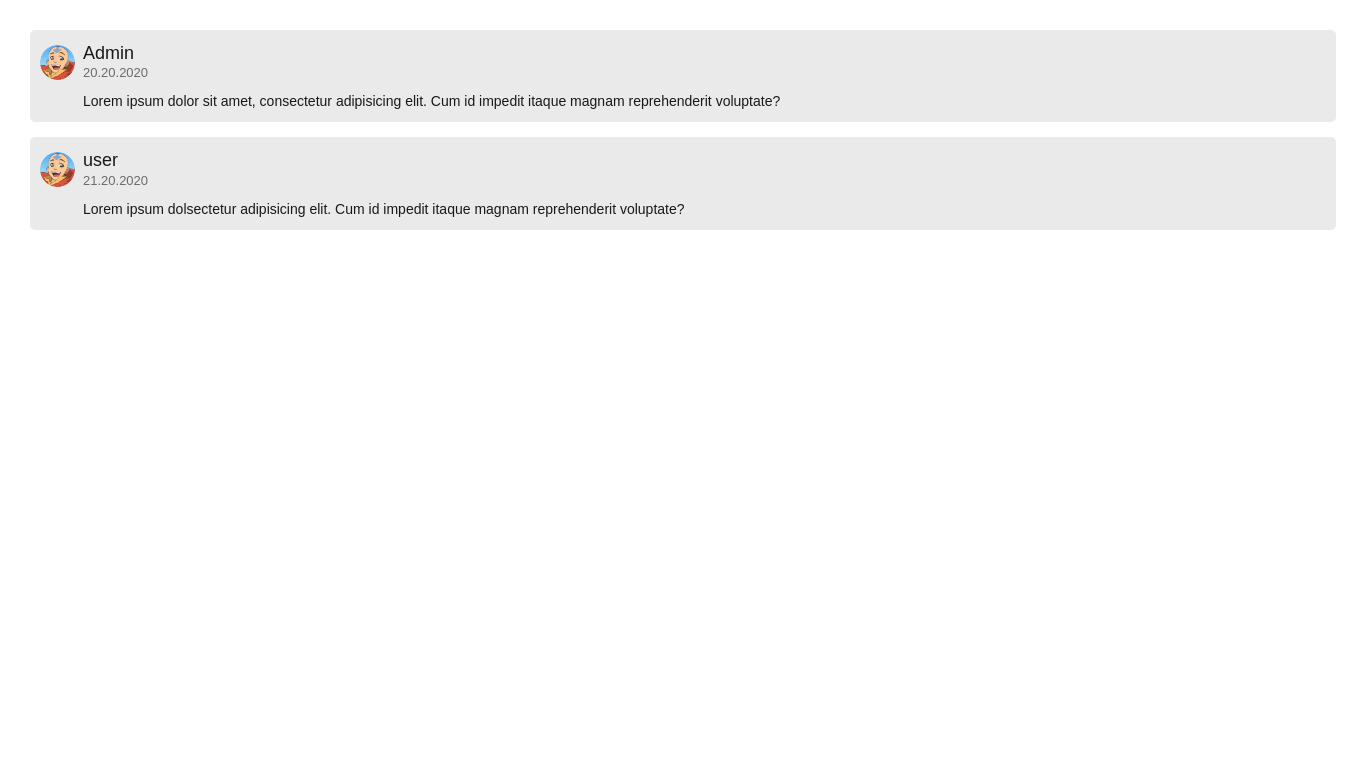 Admin
20.20.2020
Lorem ipsum dolor sit amet, consectetur adipisicing elit. Cum id impedit itaque magnam reprehenderit voluptate?
user
21.20.2020
Lorem ipsum dolsectetur adipisicing elit. Cum id impedit itaque magnam reprehenderit voluptate?